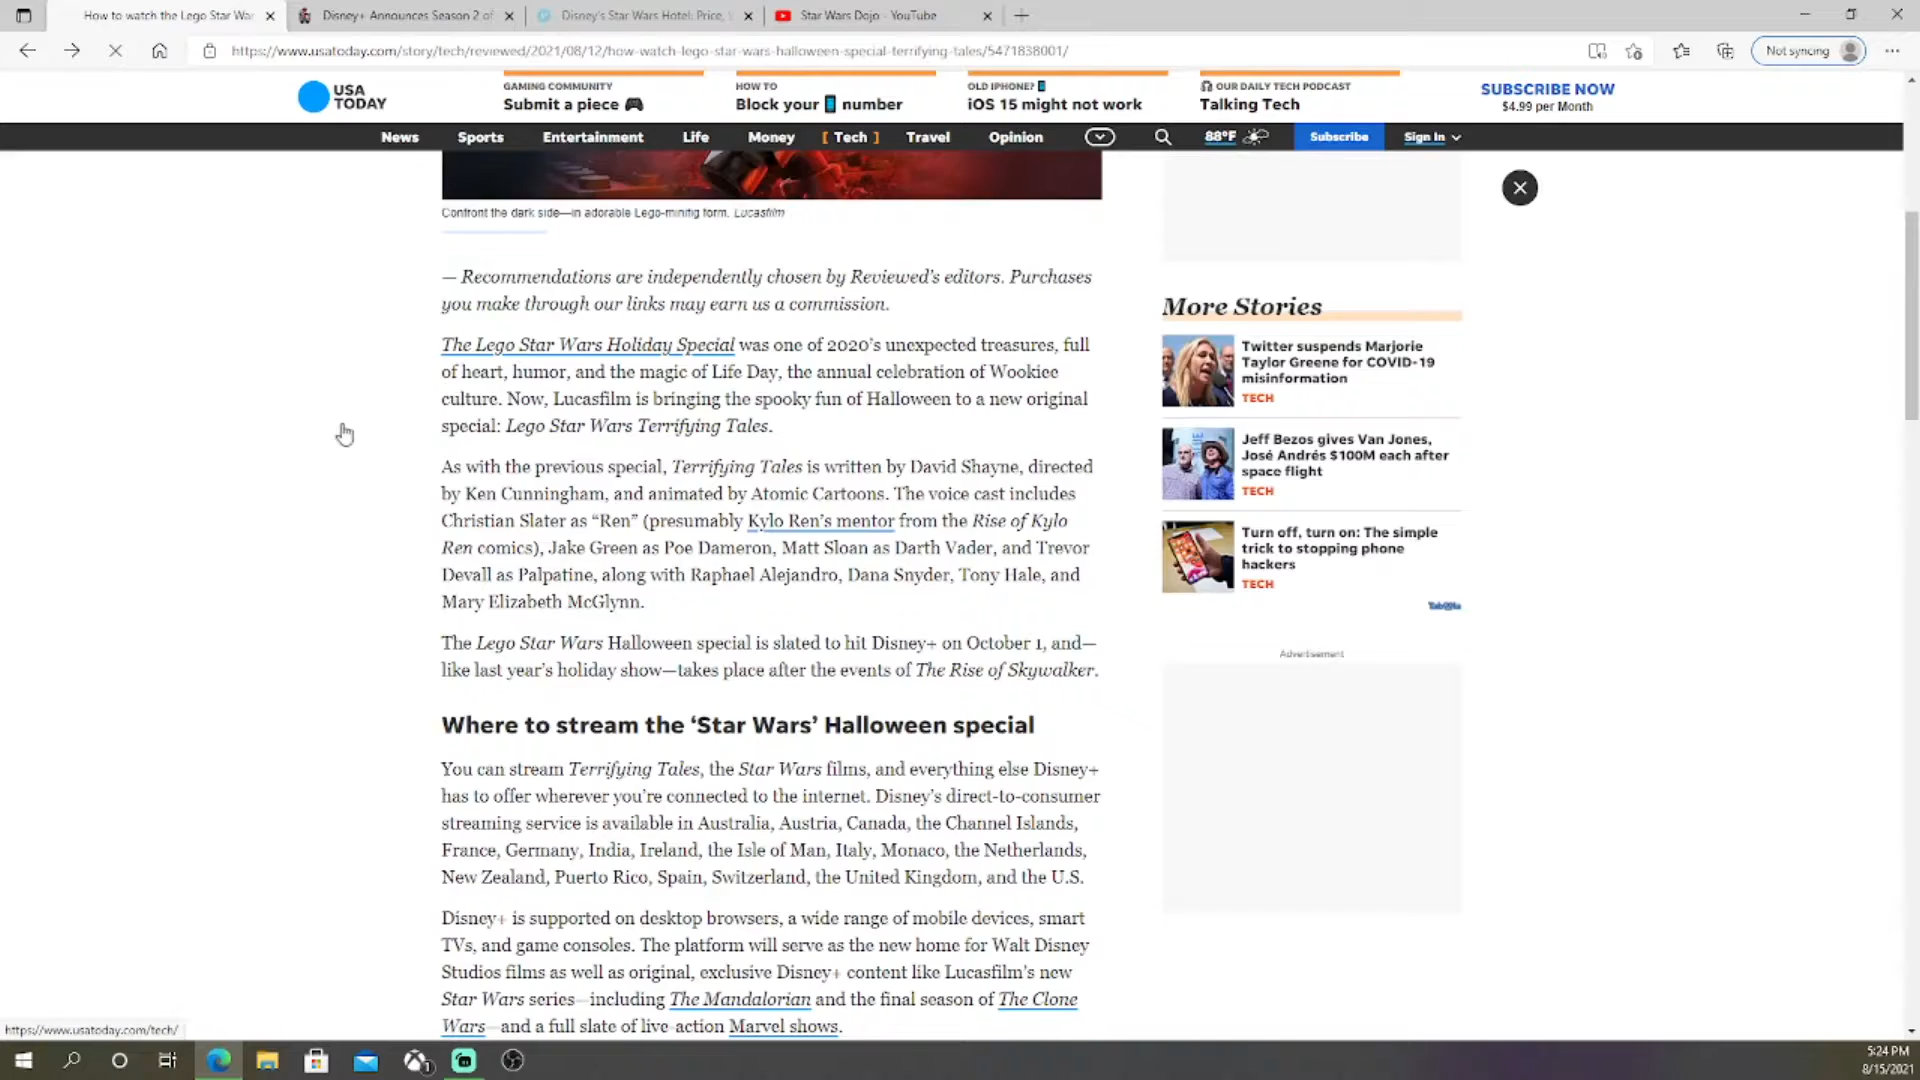 How to watch the Lego Star War
Disney+ Announces Season 2 of
Disney's Star Wars Hotel: Price, S
Star Wars Dojo - YouTube
https://www.usatoday.com/story/tech/reviewed/2021/08/12/how-watch-lego-star-wars-halloween-special-terrifying-tales/5471838001/
Not syncing
USA
TODAY
GAMING COMMUNITY
Submit a piece
HOW TO
Block your number
OLD IPHONE?
iOS 15 might not work
OUR DAILY TECH PODCAST
Talking Tech
SUBSCRIBE NOW
$4.99 per Month
News Sports Entertainment Life Money [ Tech ] Travel Opinion 88°F Subscribe Sign In
Confront the dark side—in adorable Lego-minifig form. Lucasfilm
— Recommendations are independently chosen by Reviewed's editors. Purchases
you make through our links may earn us a commission.
The Lego Star Wars Holiday Special was one of 2020's unexpected treasures, full
of heart, humor, and the magic of Life Day, the annual celebration of Wookiee
culture. Now, Lucasfilm is bringing the spooky fun of Halloween to a new original
special: Lego Star Wars Terrifying Tales.
As with the previous special, Terrifying Tales is written by David Shayne, directed
by Ken Cunningham, and animated by Atomic Cartoons. The voice cast includes
Christian Slater as “Ren” (presumably Kylo Ren's mentor from the Rise of Kylo
Ren comics), Jake Green as Poe Dameron, Matt Sloan as Darth Vader, and Trevor
Devall as Palpatine, along with Raphael Alejandro, Dana Snyder, Tony Hale, and
Mary Elizabeth McGlynn.
The Lego Star Wars Halloween special is slated to hit Disney+ on October 1, and—
like last year's holiday show—takes place after the events of The Rise of Skywalker.
Where to stream the ‘Star Wars’ Halloween special
You can stream Terrifying Tales, the Star Wars films, and everything else Disney+
has to offer wherever you're connected to the internet. Disney's direct-to-consumer
streaming service is available in Australia, Austria, Canada, the Channel Islands,
France, Germany, India, Ireland, the Isle of Man, Italy, Monaco, the Netherlands,
New Zealand, Puerto Rico, Spain, Switzerland, the United Kingdom, and the U.S.
Disney+ is supported on desktop browsers, a wide range of mobile devices, smart
TVs, and game consoles. The platform will serve as the new home for Walt Disney
Studios films as well as original, exclusive Disney+ content like Lucasfilm's new
Star Wars series—including The Mandalorian and the final season of The Clone
Wars—and a full slate of live-action Marvel shows.
More Stories
Twitter suspends Marjorie
Taylor Greene for COVID-19
misinformation
TECH
Jeff Bezos gives Van Jones,
José Andrés $100M each after
space flight
TECH
Turn off, turn on: The simple
trick to stopping phone
hackers
TECH
Taboola
Advertisement
https://www.usatoday.com/tech/
1
5:24 PM
8/15/2021